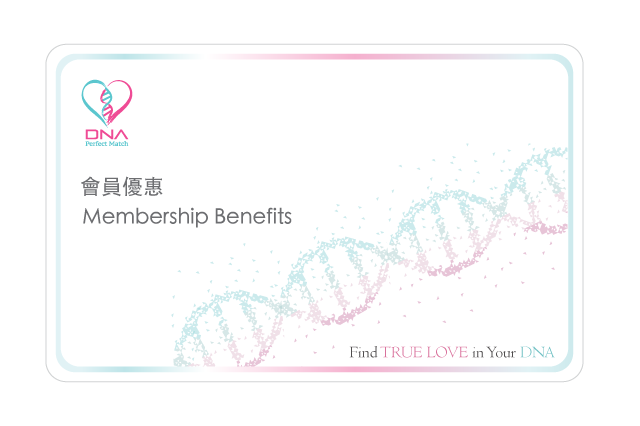 DNA
Perfect Match
會員優惠
Membership Benefits
Find TRUE LOVE in Your DNA